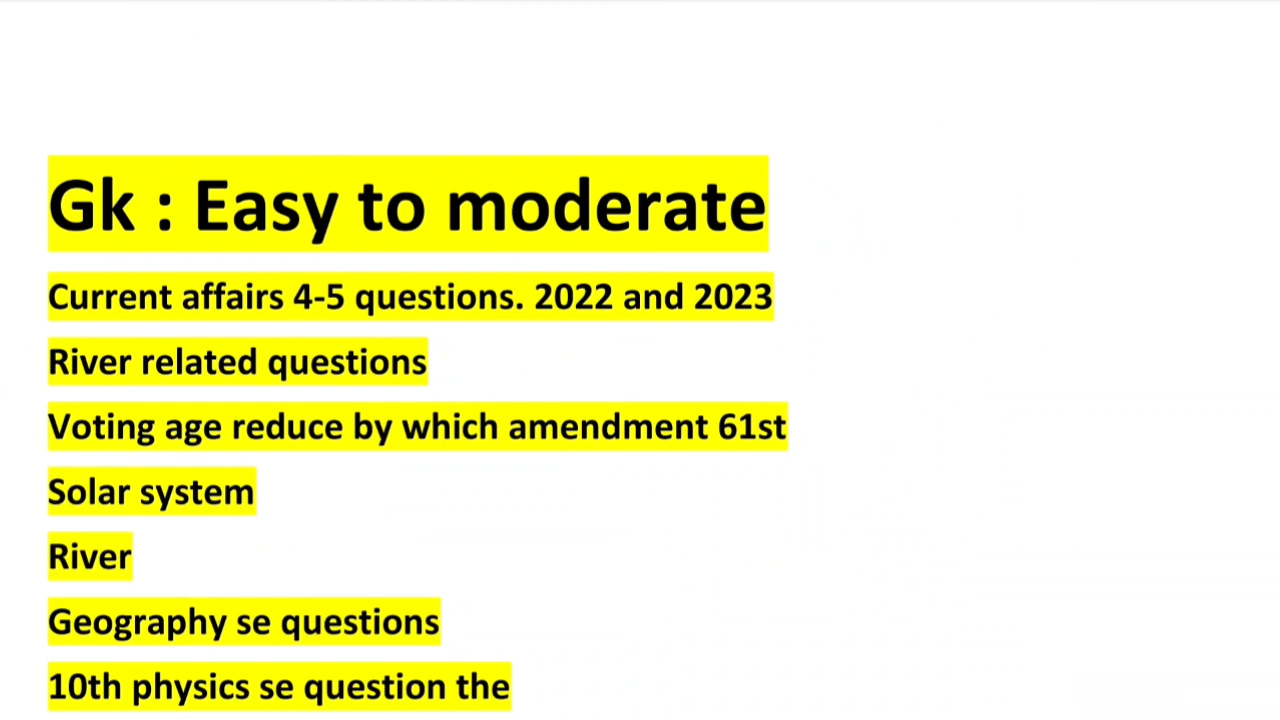 Gk : Easy to moderate
Current affairs 4-5 questions. 2022 and 2023
River related questions
Voting age reduce by which amendment 61st
Solar system
River
Geography se questions
10th physics se question the